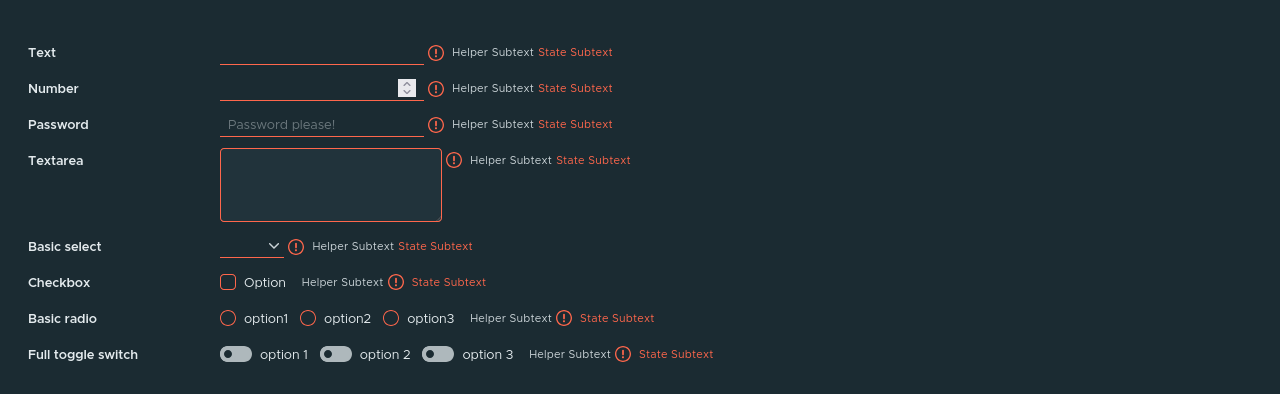 Text Helper Subtext State Subtext
Number Helper Subtext State Subtext
Password Password please! Helper Subtext State Subtext
Textarea Helper Subtext State Subtext
Basic select Helper Subtext State Subtext
Checkbox Option Helper Subtext State Subtext
Basic radio option1 option2 option3 Helper Subtext State Subtext
Full toggle switch option 1 option 2 option 3 Helper Subtext State Subtext